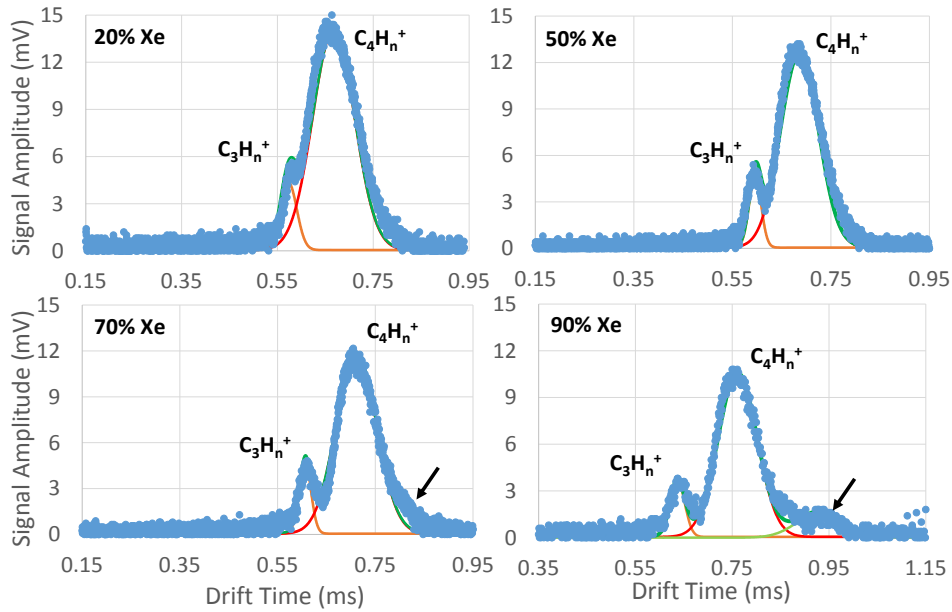 20% Xe
C₄Hₙ⁺
C₃Hₙ⁺
Signal Amplitude (mV)
15
12
9
6
3
0
0.15 0.35 0.55 0.75 0.95
50% Xe
C₄Hₙ⁺
C₃Hₙ⁺
15
12
9
6
3
0
0.15 0.35 0.55 0.75 0.95
70% Xe
C₄Hₙ⁺
C₃Hₙ⁺
Signal Amplitude (mV)
15
12
9
6
3
0
0.15 0.35 0.55 0.75 0.95
Drift Time (ms)
90% Xe
C₄Hₙ⁺
C₃Hₙ⁺
15
12
9
6
3
0
0.35 0.55 0.75 0.95 1.15
Drift Time (ms)